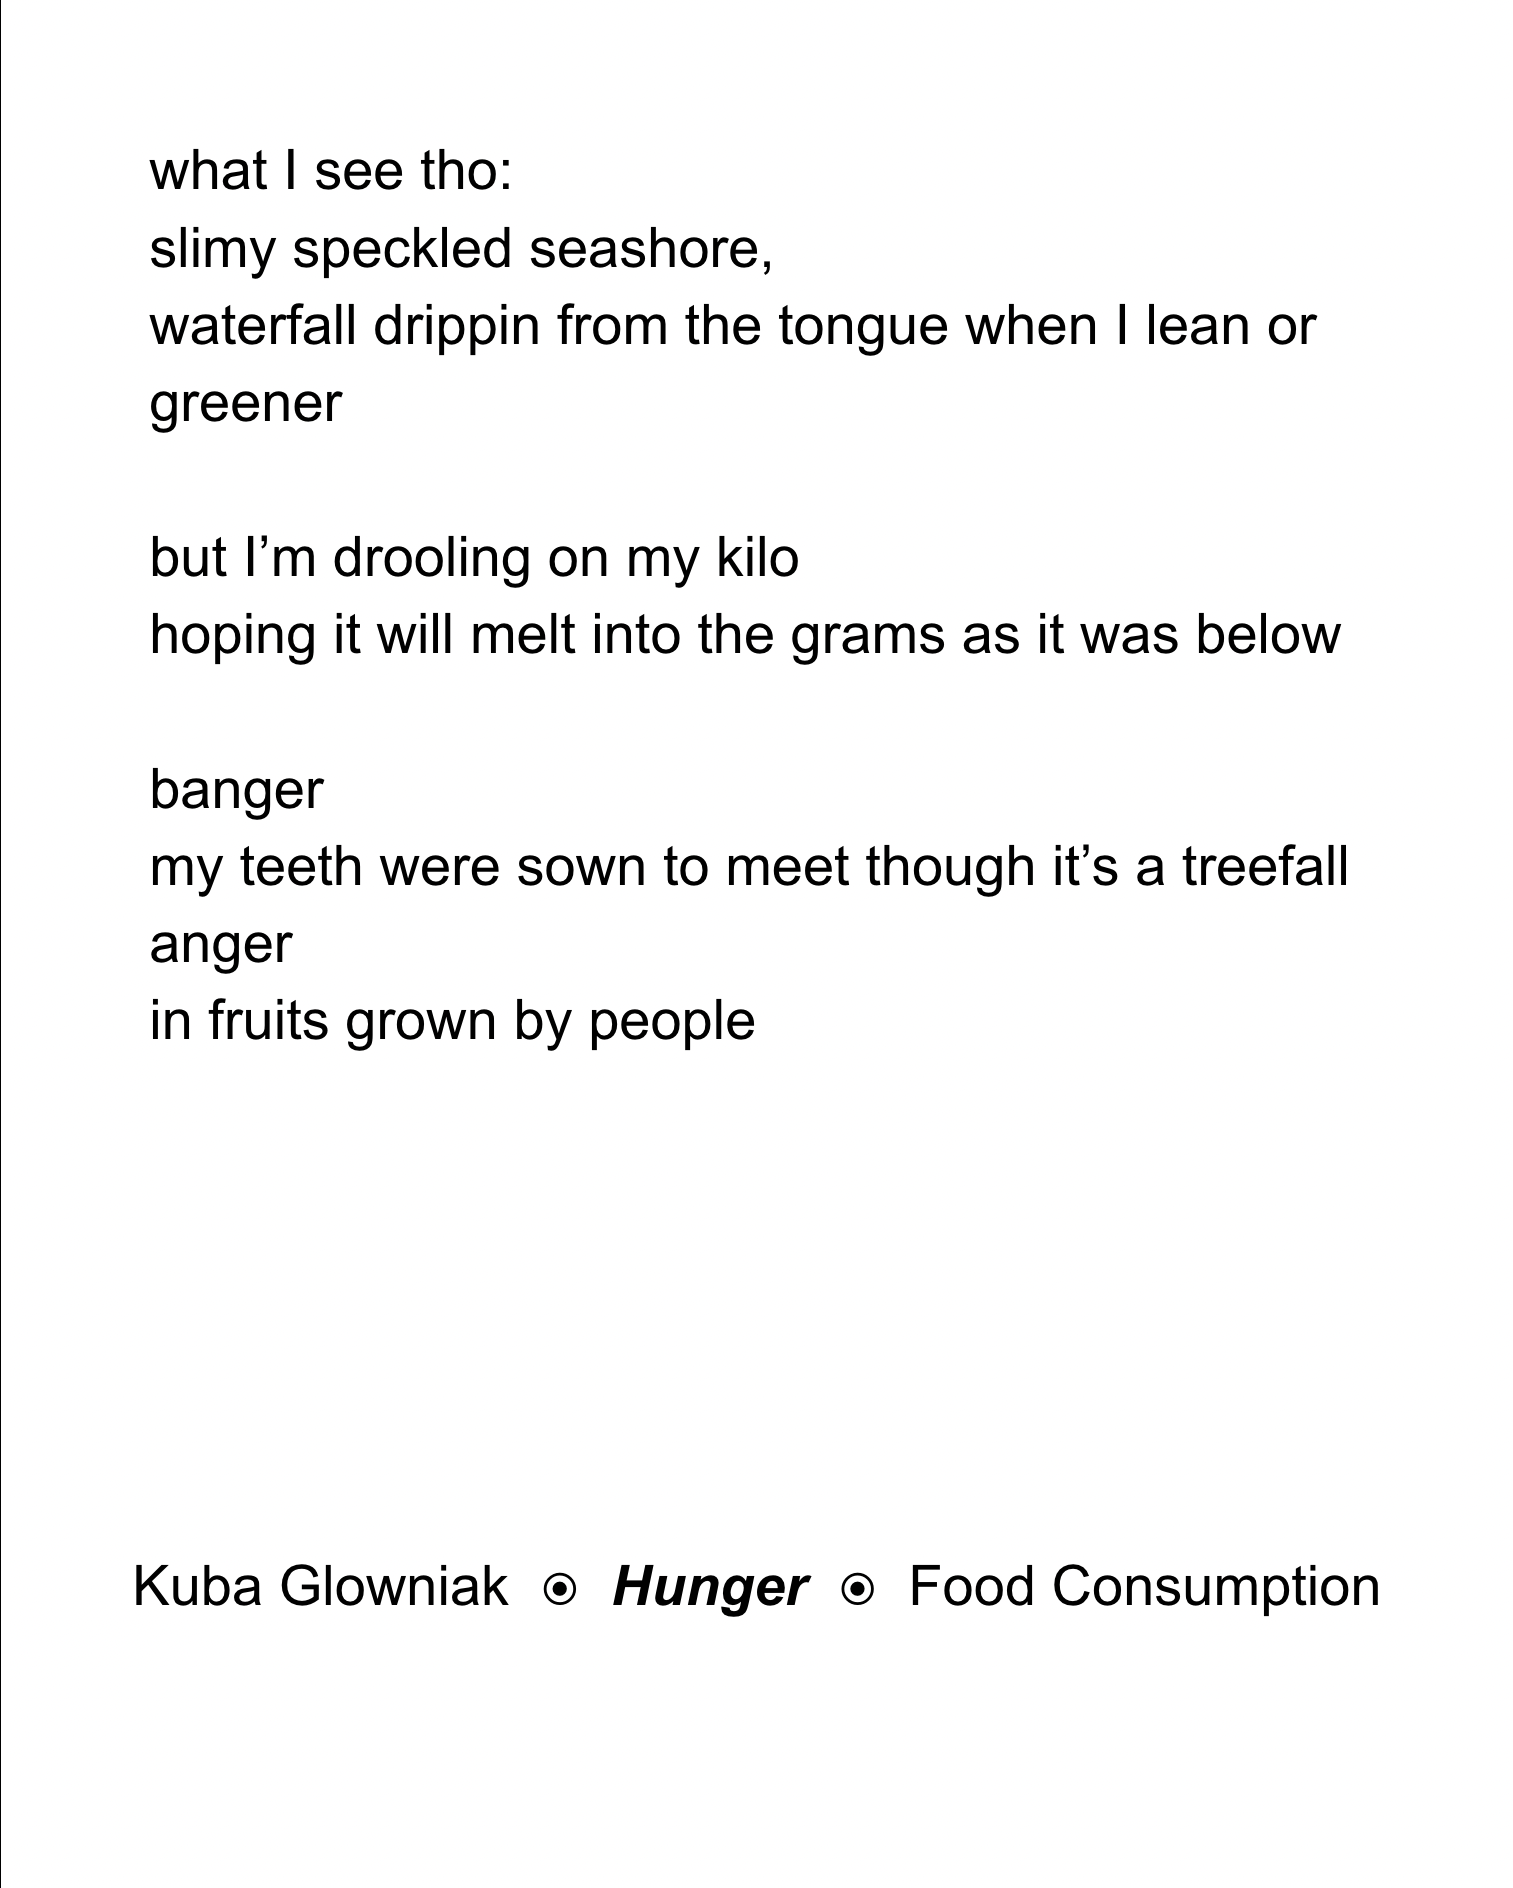 what I see tho:
slimy speckled seashore,
waterfall drippin from the tongue when I lean or
greener
but I’m drooling on my kilo
hoping it will melt into the grams as it was below
banger
my teeth were sown to meet though it’s a treefall
anger
in fruits grown by people
Kuba Glowniak ⦿ Hunger ⦿ Food Consumption